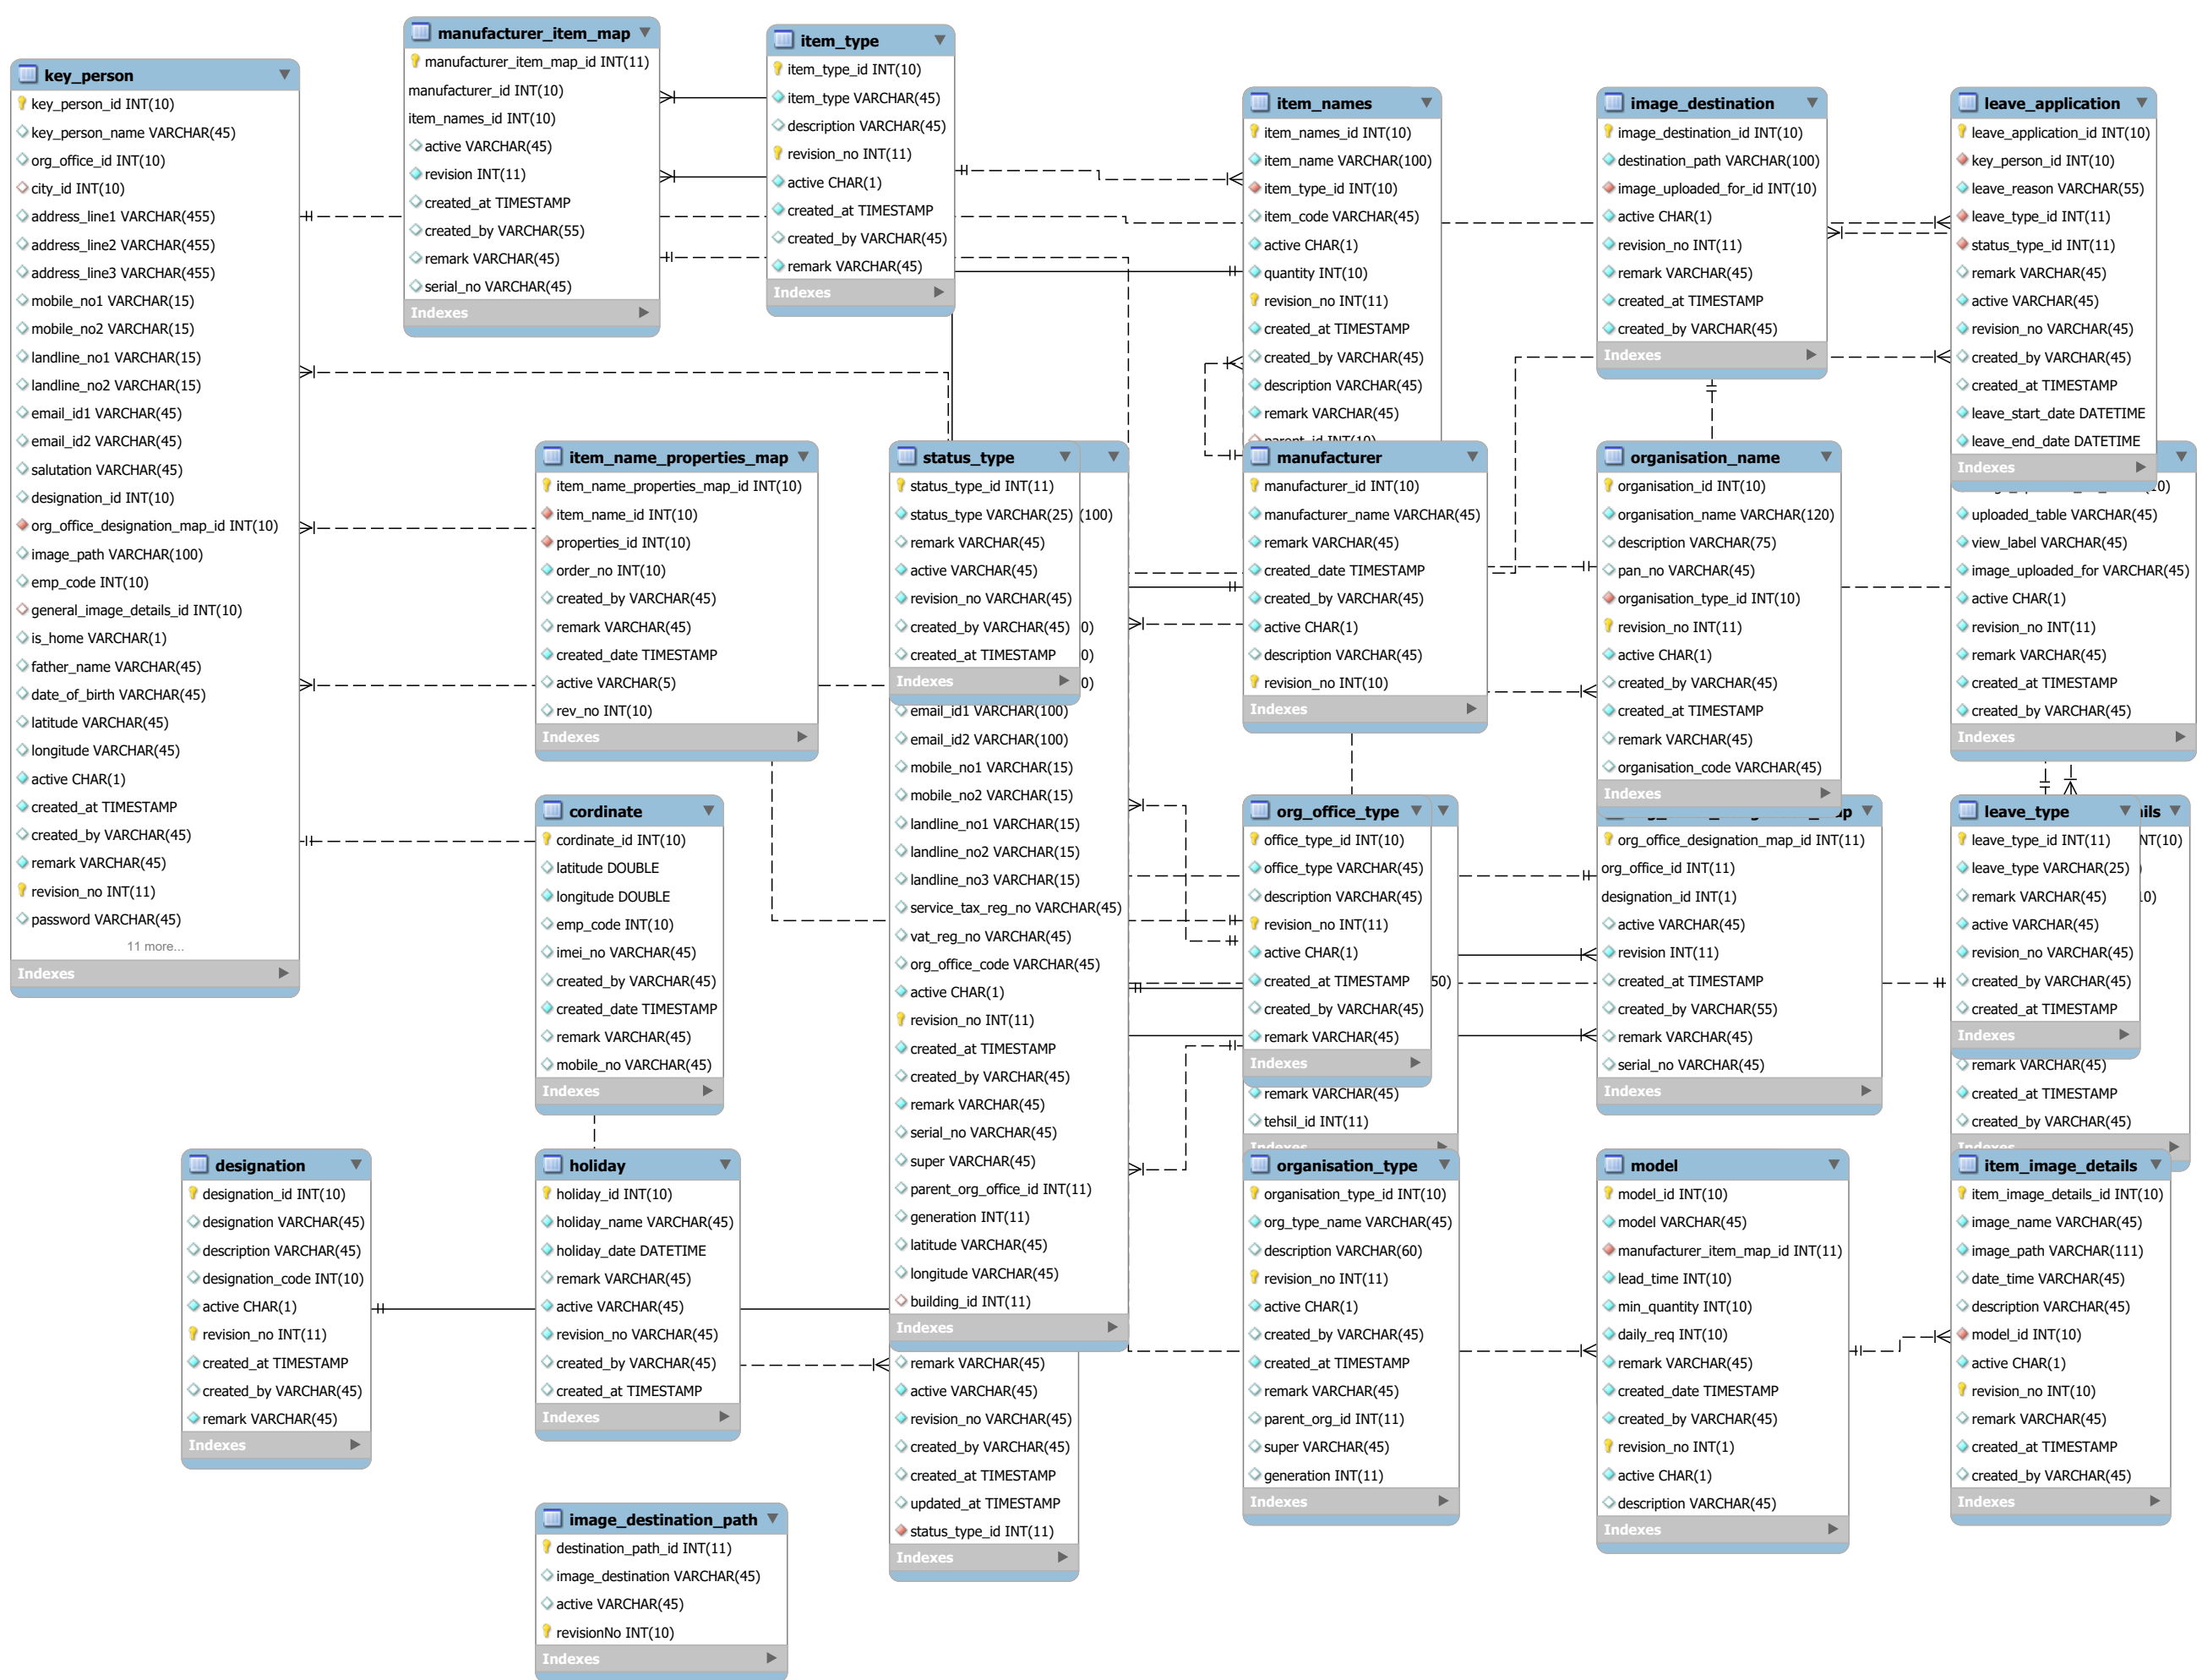 key_person
key_person_id INT(10)
key_person_name VARCHAR(45)
org_office_id INT(10)
city_id INT(10)
address_line1 VARCHAR(455)
address_line2 VARCHAR(455)
address_line3 VARCHAR(455)
mobile_no1 VARCHAR(15)
mobile_no2 VARCHAR(15)
landline_no1 VARCHAR(15)
landline_no2 VARCHAR(15)
email_id1 VARCHAR(45)
email_id2 VARCHAR(45)
salutation VARCHAR(45)
designation_id INT(10)
org_office_designation_map_id INT(10)
image_path VARCHAR(100)
emp_code INT(10)
general_image_details_id INT(10)
is_home VARCHAR(1)
father_name VARCHAR(45)
date_of_birth VARCHAR(45)
latitude VARCHAR(45)
longitude VARCHAR(45)
active CHAR(1)
created_at TIMESTAMP
created_by VARCHAR(45)
remark VARCHAR(45)
revision_no INT(11)
password VARCHAR(45)
11 more...
Indexes
manufacturer_item_map
manufacturer_item_map_id INT(11)
manufacturer_id INT(10)
item_names_id INT(10)
active VARCHAR(45)
revision INT(11)
created_at TIMESTAMP
created_by VARCHAR(55)
remark VARCHAR(45)
serial_no VARCHAR(45)
Indexes
item_type
item_type_id INT(10)
item_type VARCHAR(45)
description VARCHAR(45)
revision_no INT(11)
active CHAR(1)
created_at TIMESTAMP
created_by VARCHAR(45)
remark VARCHAR(45)
Indexes
item_names
item_names_id INT(10)
item_name VARCHAR(100)
item_type_id INT(10)
item_code VARCHAR(45)
active CHAR(1)
quantity INT(10)
revision_no INT(11)
created_at TIMESTAMP
created_by VARCHAR(45)
description VARCHAR(45)
remark VARCHAR(45)
parent_id INT(10)
image_destination
image_destination_id INT(10)
destination_path VARCHAR(100)
image_uploaded_for_id INT(10)
active CHAR(1)
revision_no INT(11)
remark VARCHAR(45)
created_at TIMESTAMP
created_by VARCHAR(45)
Indexes
leave_application
leave_application_id INT(10)
key_person_id INT(10)
leave_reason VARCHAR(55)
leave_type_id INT(11)
status_type_id INT(11)
remark VARCHAR(45)
active VARCHAR(45)
revision_no VARCHAR(45)
created_by VARCHAR(45)
created_at TIMESTAMP
leave_start_date DATETIME
leave_end_date DATETIME
Indexes
item_name_properties_map
item_name_properties_map_id INT(10)
item_name_id INT(10)
properties_id INT(10)
order_no INT(10)
created_by VARCHAR(45)
remark VARCHAR(45)
created_date TIMESTAMP
active VARCHAR(5)
rev_no INT(10)
Indexes
status_type
status_type_id INT(11)
status_type VARCHAR(25)
(100)
remark VARCHAR(45)
active VARCHAR(45)
revision_no VARCHAR(45)
created_by VARCHAR(45)
0)
created_at TIMESTAMP
0)
Indexes
0)
email_id1 VARCHAR(100)
email_id2 VARCHAR(100)
mobile_no1 VARCHAR(15)
mobile_no2 VARCHAR(15)
landline_no1 VARCHAR(15)
landline_no2 VARCHAR(15)
landline_no3 VARCHAR(15)
service_tax_reg_no VARCHAR(45)
vat_reg_no VARCHAR(45)
org_office_code VARCHAR(45)
active CHAR(1)
revision_no INT(11)
created_at TIMESTAMP
created_by VARCHAR(45)
remark VARCHAR(45)
serial_no VARCHAR(45)
super VARCHAR(45)
parent_org_office_id INT(11)
generation INT(11)
latitude VARCHAR(45)
longitude VARCHAR(45)
building_id INT(11)
Indexes
remark VARCHAR(45)
active VARCHAR(45)
revision_no VARCHAR(45)
created_by VARCHAR(45)
created_at TIMESTAMP
updated_at TIMESTAMP
status_type_id INT(11)
Indexes
manufacturer
manufacturer_id INT(10)
manufacturer_name VARCHAR(45)
remark VARCHAR(45)
created_date TIMESTAMP
created_by VARCHAR(45)
active CHAR(1)
description VARCHAR(45)
revision_no INT(10)
Indexes
organisation_name
organisation_id INT(10)
organisation_name VARCHAR(120)
description VARCHAR(75)
pan_no VARCHAR(45)
organisation_type_id INT(10)
revision_no INT(11)
active CHAR(1)
created_by VARCHAR(45)
created_at TIMESTAMP
remark VARCHAR(45)
organisation_code VARCHAR(45)
Indexes
uploaded_table VARCHAR(45)
view_label VARCHAR(45)
image_uploaded_for VARCHAR(45)
active CHAR(1)
revision_no INT(11)
remark VARCHAR(45)
created_at TIMESTAMP
created_by VARCHAR(45)
Indexes
cordinate
cordinate_id INT(10)
latitude DOUBLE
longitude DOUBLE
emp_code INT(10)
imei_no VARCHAR(45)
created_by VARCHAR(45)
created_date TIMESTAMP
remark VARCHAR(45)
mobile_no VARCHAR(45)
Indexes
org_office_type
office_type_id INT(10)
office_type VARCHAR(45)
description VARCHAR(45)
revision_no INT(11)
active CHAR(1)
created_at TIMESTAMP
50)
created_by VARCHAR(45)
remark VARCHAR(45)
Indexes
remark VARCHAR(45)
tehsil_id INT(11)
Indexes
org_office_designation_map_id INT(11)
org_office_id INT(11)
designation_id INT(1)
active VARCHAR(45)
revision INT(11)
created_at TIMESTAMP
created_by VARCHAR(55)
remark VARCHAR(45)
serial_no VARCHAR(45)
Indexes
leave_type
ils
leave_type_id INT(11)
NT(10)
leave_type VARCHAR(25)
)
remark VARCHAR(45)
10)
active VARCHAR(45)
revision_no VARCHAR(45)
created_by VARCHAR(45)
created_at TIMESTAMP
Indexes
remark VARCHAR(45)
created_at TIMESTAMP
created_by VARCHAR(45)
Indexes
designation
designation_id INT(10)
designation VARCHAR(45)
description VARCHAR(45)
designation_code INT(10)
active CHAR(1)
revision_no INT(11)
created_at TIMESTAMP
created_by VARCHAR(45)
remark VARCHAR(45)
Indexes
holiday
holiday_id INT(10)
holiday_name VARCHAR(45)
holiday_date DATETIME
remark VARCHAR(45)
active VARCHAR(45)
revision_no VARCHAR(45)
created_by VARCHAR(45)
created_at TIMESTAMP
Indexes
organisation_type
organisation_type_id INT(10)
org_type_name VARCHAR(45)
description VARCHAR(60)
revision_no INT(11)
active CHAR(1)
created_by VARCHAR(45)
created_at TIMESTAMP
remark VARCHAR(45)
parent_org_id INT(11)
super VARCHAR(45)
generation INT(11)
Indexes
model
model_id INT(10)
model VARCHAR(45)
manufacturer_item_map_id INT(11)
lead_time INT(10)
min_quantity INT(10)
daily_req INT(10)
remark VARCHAR(45)
created_date TIMESTAMP
created_by VARCHAR(45)
revision_no INT(1)
active CHAR(1)
description VARCHAR(45)
Indexes
item_image_details
item_image_details_id INT(10)
image_name VARCHAR(45)
image_path VARCHAR(111)
date_time VARCHAR(45)
description VARCHAR(45)
model_id INT(10)
active CHAR(1)
revision_no INT(10)
remark VARCHAR(45)
created_at TIMESTAMP
created_by VARCHAR(45)
Indexes
image_destination_path
destination_path_id INT(11)
image_destination VARCHAR(45)
active VARCHAR(45)
revisionNo INT(10)
Indexes